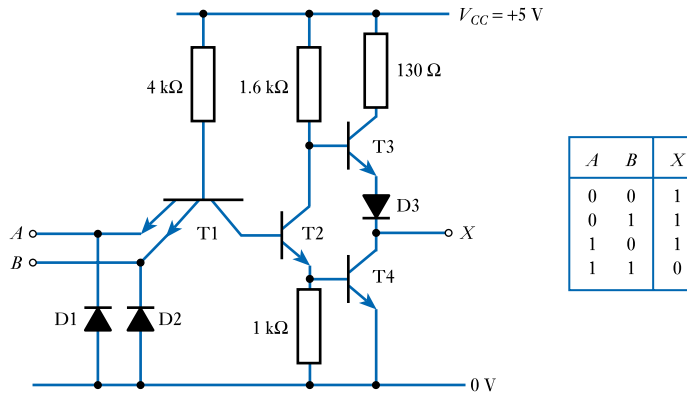 V_CC = +5 V
4 kΩ
1.6 kΩ
130 Ω
T3
D3
A
B
T1
T2
X
T4
D1
D2
1 kΩ
0 V
A B X
0 0 1
0 1 1
1 0 1
1 1 0